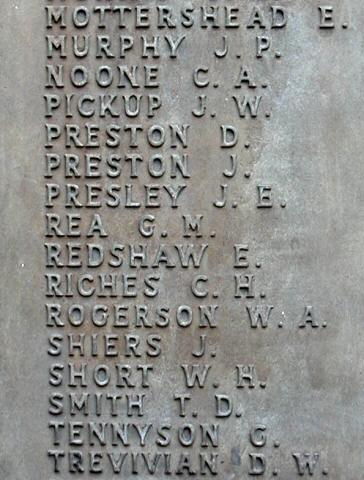 MOTTERSHEAD E.
MURPHY J. P.
NOONE C. A.
PICKUP J. W.
PRESTON D.
PRESTON J.
PRESLEY J. E.
REA G. M.
REDSHAW E.
RICHES C. H.
ROGERSON W. A.
SHIERS J.
SHORT W. H.
SMITH T. D.
TENNYSON G.
TREVIVIAN D. W.